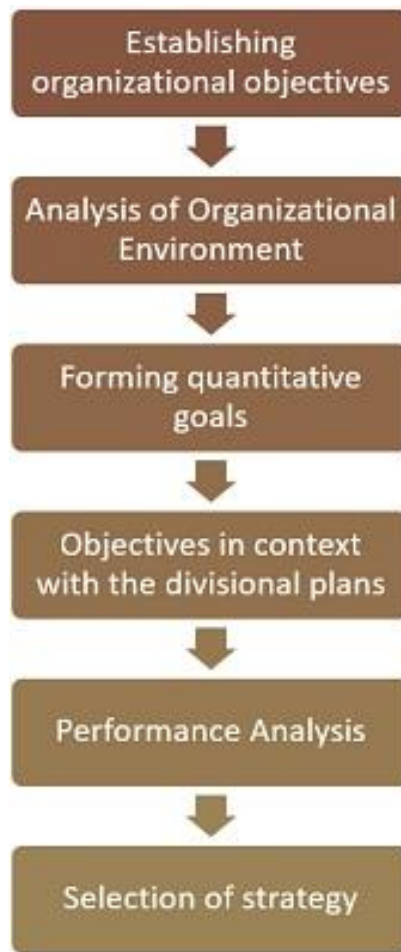 Establishing
organizational objectives
Analysis of Organizational
Environment
Forming quantitative
goals
Objectives in context
with the divisional plans
Performance Analysis
Selection of strategy